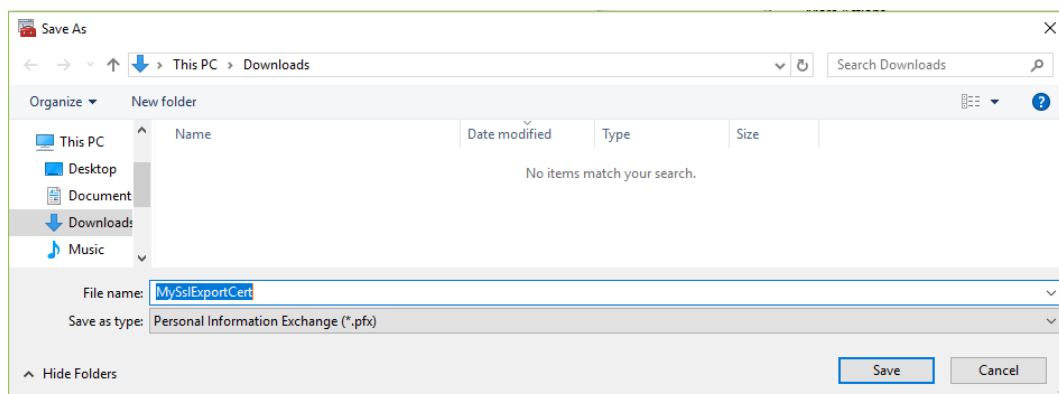 Save As
This PC > Downloads
Search Downloads
Organize
New folder
Name
Date modified
Type
Size
This PC
Desktop
Document
Downloads
Music
No items match your search.
File name: MySslExportCert
Save as type: Personal Information Exchange (*.pfx)
Hide Folders
Save
Cancel